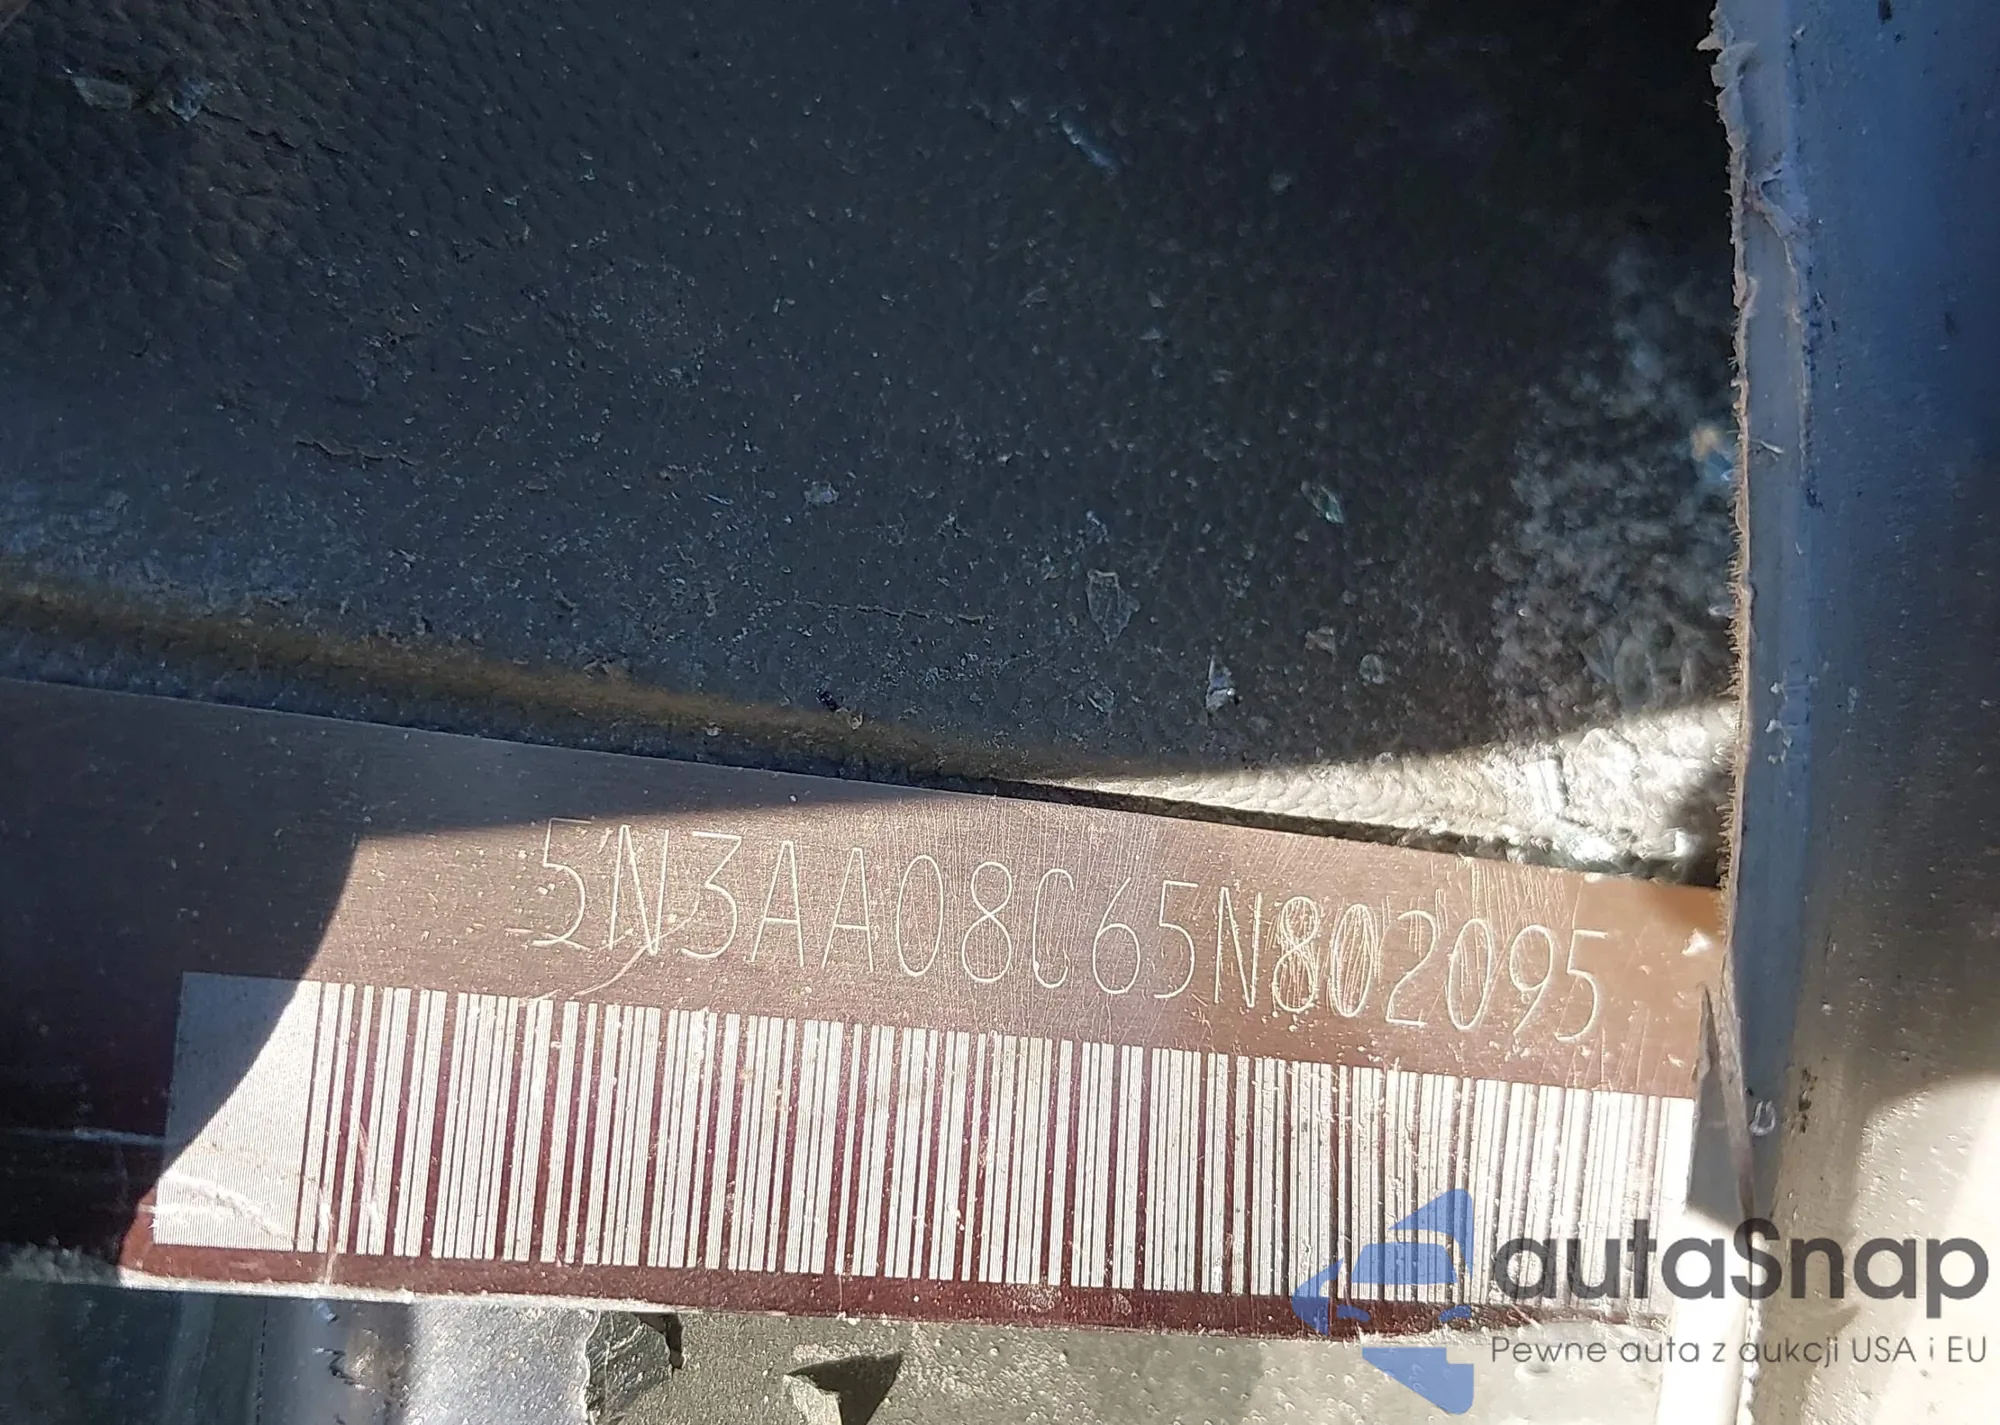 5N3AA08C65N802095
autaSnap
Pewne auta z aukcji USA i EU